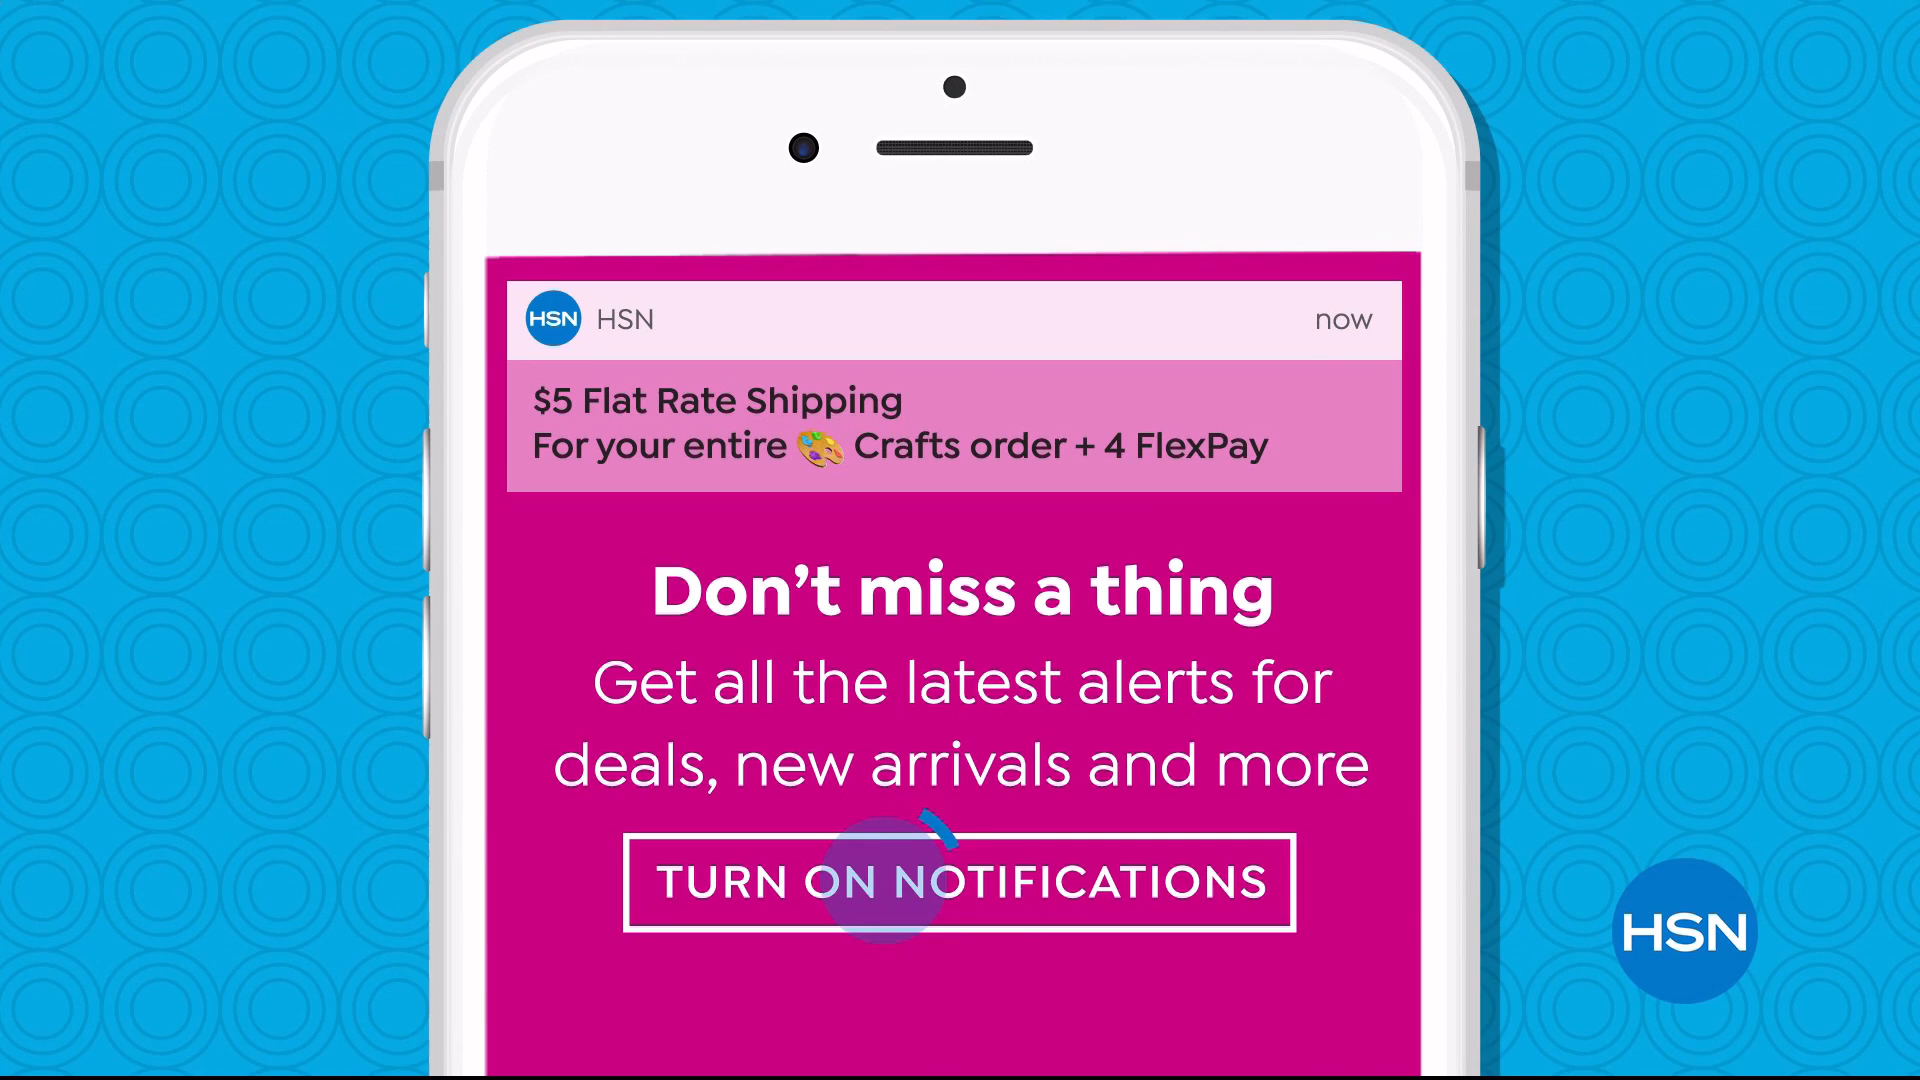 HSN HSN now
$5 Flat Rate Shipping
For your entire 🎨 Crafts order + 4 FlexPay
Don't miss a thing
Get all the latest alerts for
deals, new arrivals and more
TURN ON NOTIFICATIONS
HSN